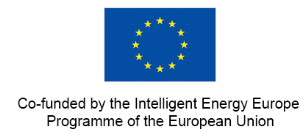 Co-funded by the Intelligent Energy Europe
Programme of the European Union